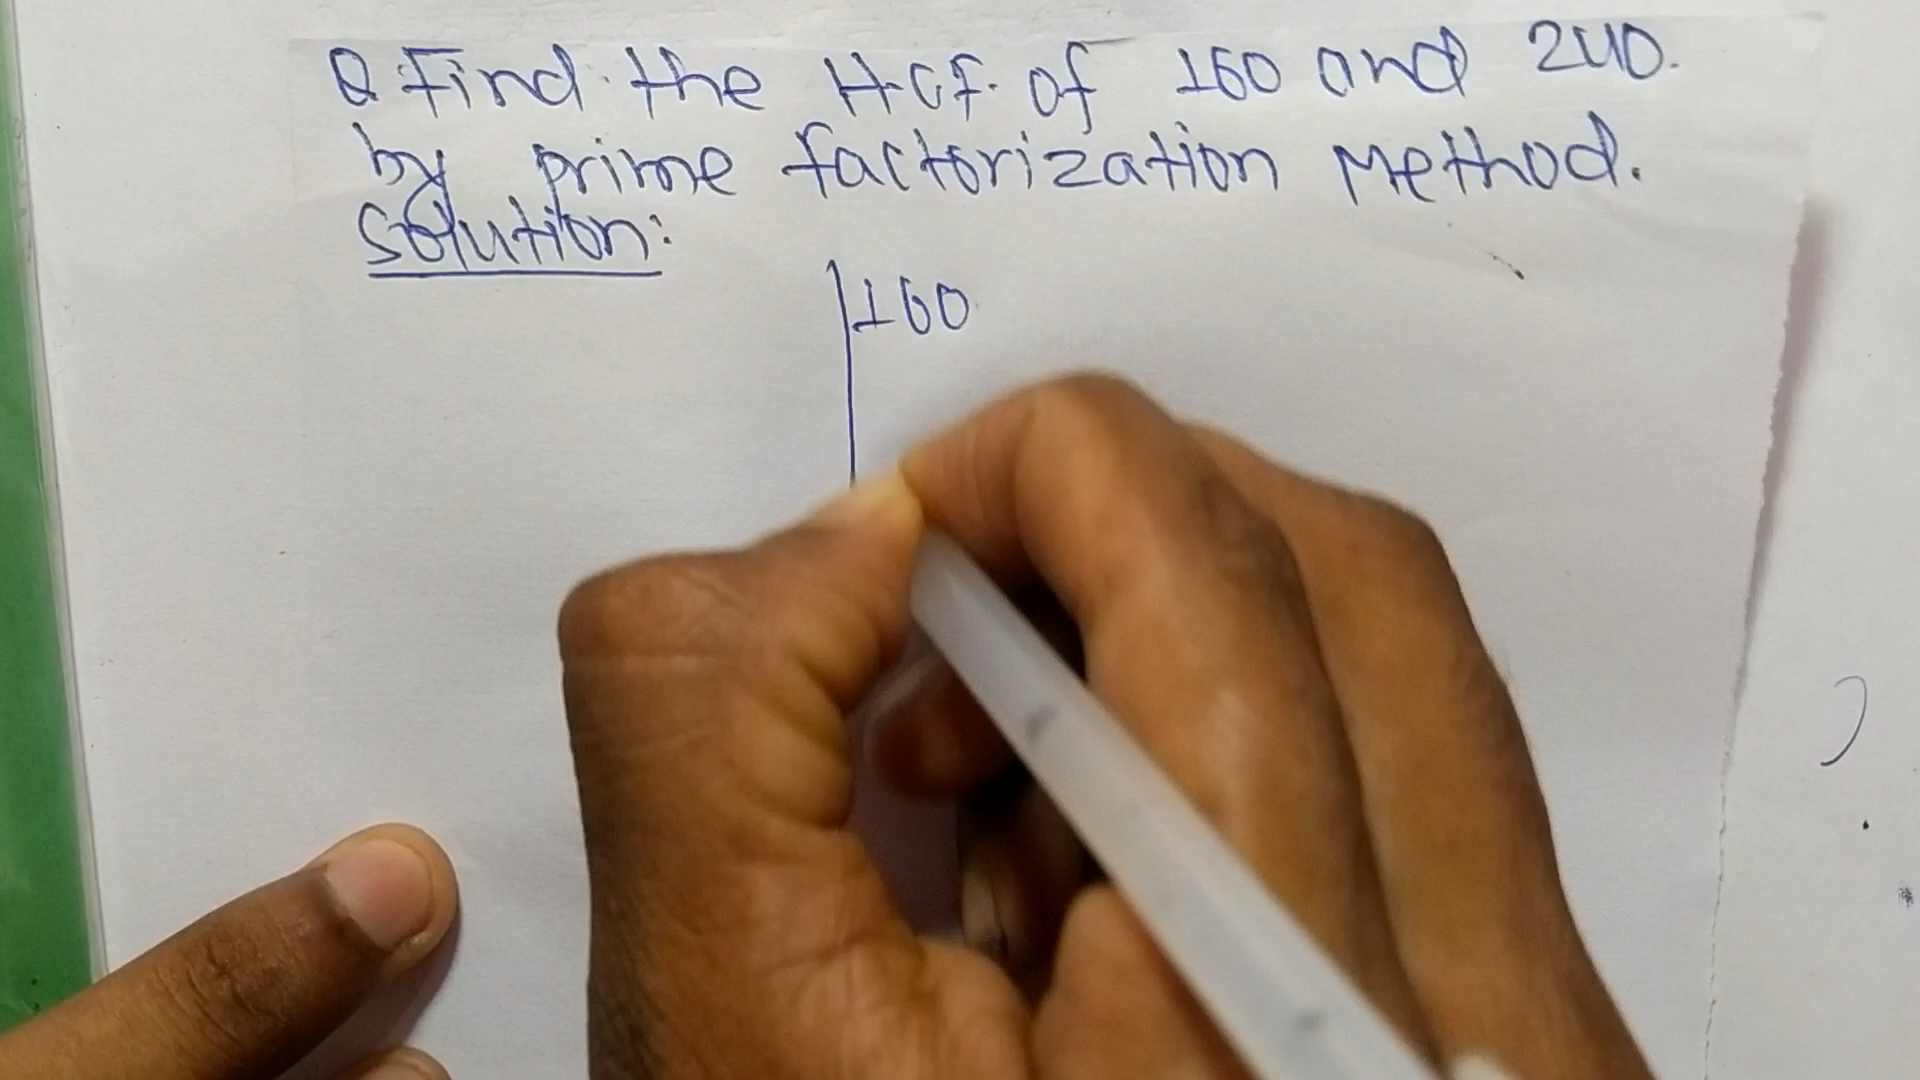 Q Find the H.C.F. of 160 and 240.
by prime factorization Method.
Solution:
160